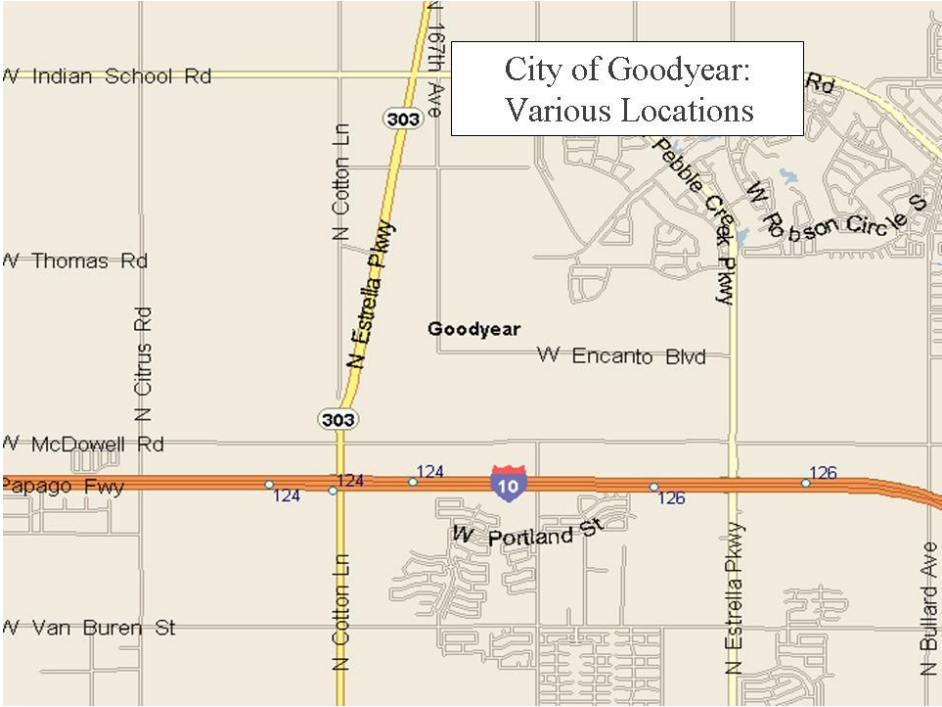 N 167th Ave
City of Goodyear:
Various Locations
W Indian School Rd
Rd
303
N Cotton Ln
Pebble Creek Pkwy
W Robson Circle S
W Thomas Rd
N Estrella Pkwy
N Citrus Rd
Goodyear
W Encanto Blvd
303
W McDowell Rd
Papago Fwy
124
124
124
10
126
126
W Portland St
N Cotton Ln
N Estrella Pkwy
N Bullard Ave
W Van Buren St